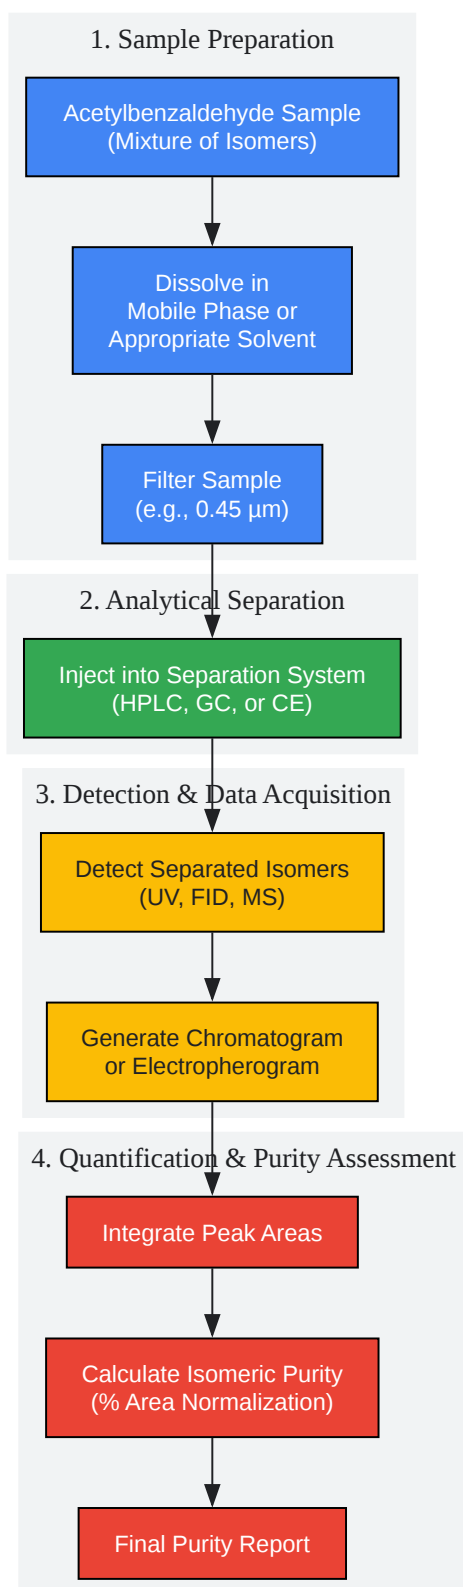 1. Sample Preparation
Acetylbenzaldehyde Sample
(Mixture of Isomers)
Dissolve in
Mobile Phase or
Appropriate Solvent
Filter Sample
(e.g., 0.45 µm)
2. Analytical Separation
Inject into Separation System
(HPLC, GC, or CE)
3. Detection & Data Acquisition
Detect Separated Isomers
(UV, FID, MS)
Generate Chromatogram
or Electropherogram
4. Quantification & Purity Assessment
Integrate Peak Areas
Calculate Isomeric Purity
(% Area Normalization)
Final Purity Report